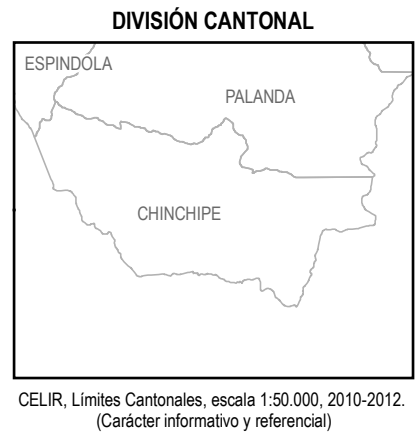 DIVISIÓN CANTONAL
ESPINDOLA
PALANDA
CHINCHIPE
CELIR, Límites Cantonales, escala 1:50.000, 2010-2012.
(Carácter informativo y referencial)